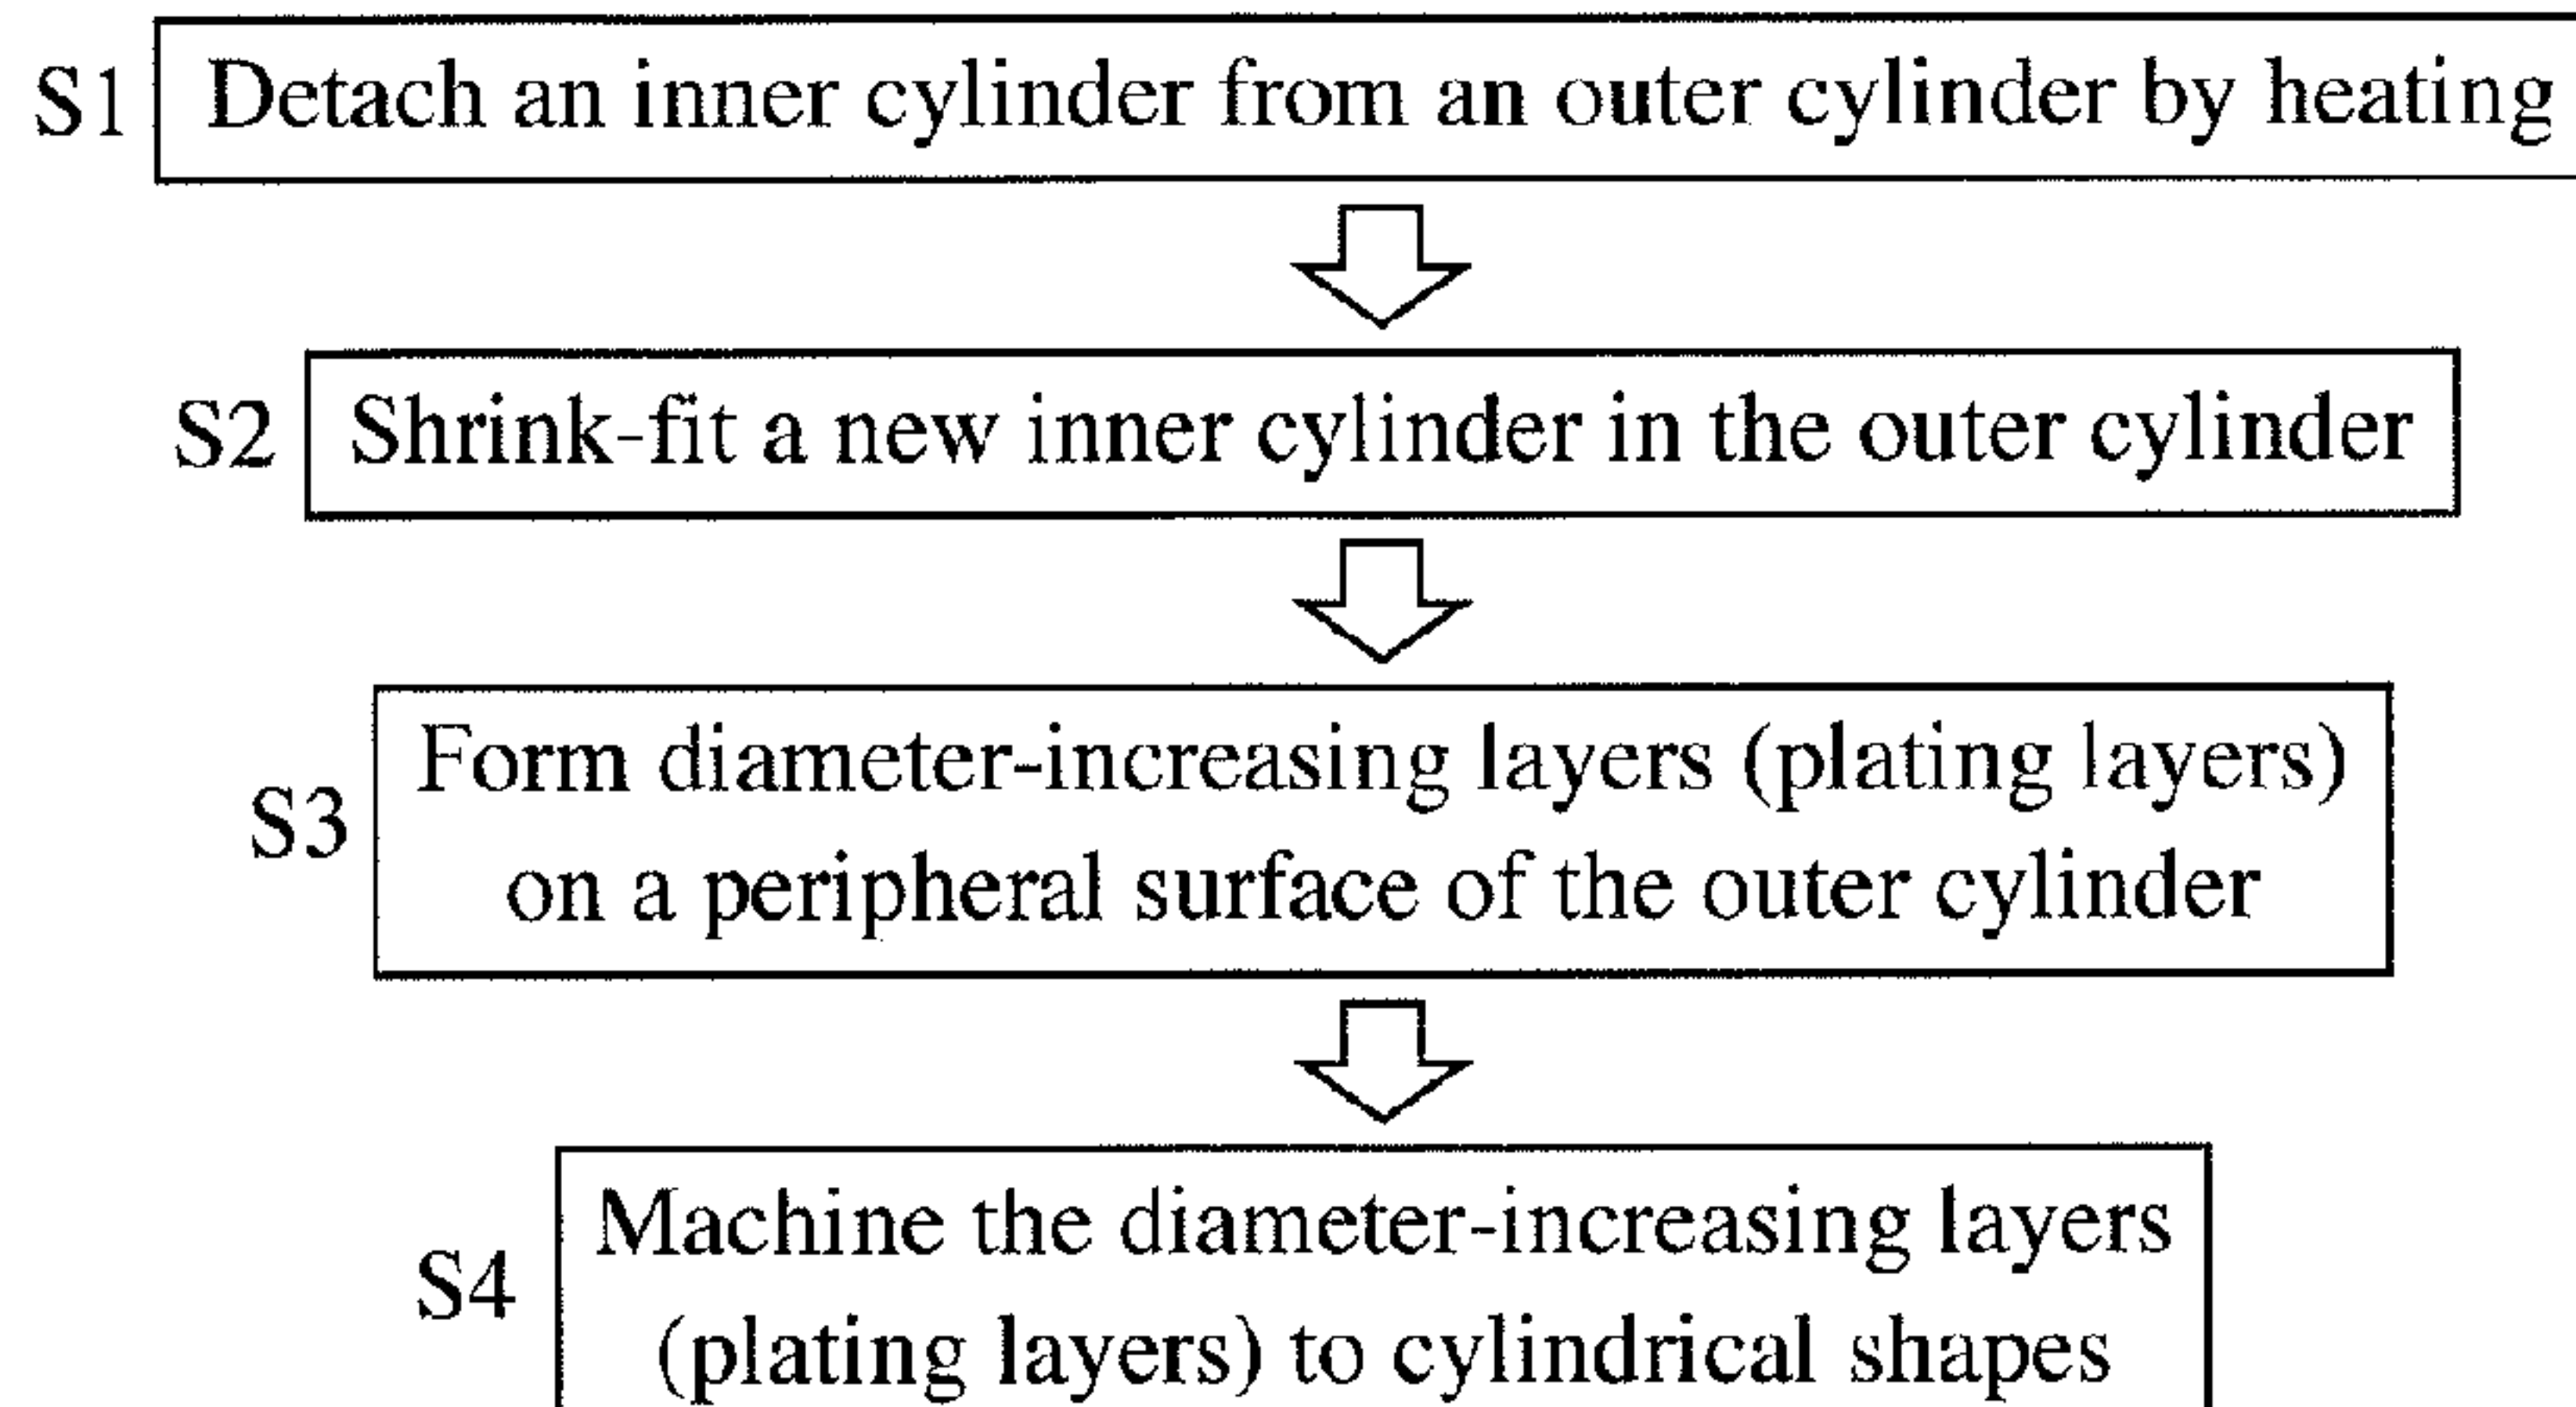 S1 Detach an inner cylinder from an outer cylinder by heating
S2 Shrink-fit a new inner cylinder in the outer cylinder
S3 Form diameter-increasing layers (plating layers)
on a peripheral surface of the outer cylinder
S4 Machine the diameter-increasing layers
(plating layers) to cylindrical shapes